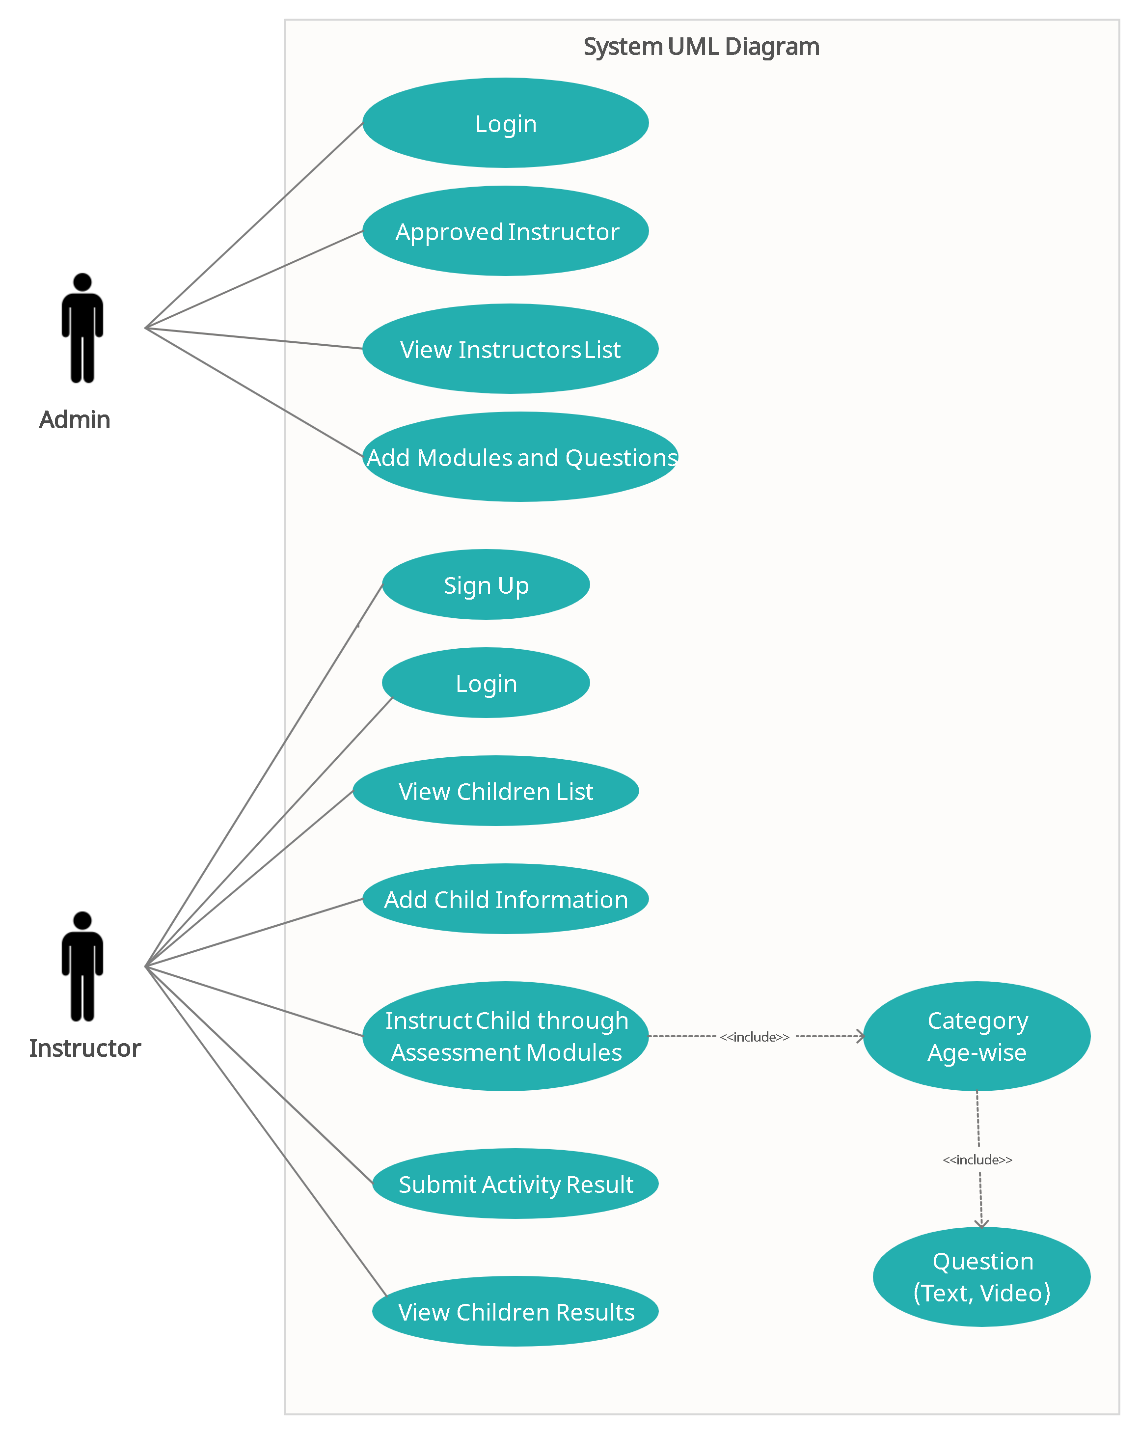 System UML Diagram
Login
Approved Instructor
View Instructors List
Admin
Add Modules and Questions
Sign Up
Login
View Children List
Add Child Information
Instruct Child through
Assessment Modules
<<include>>
Category
Age-wise
Instructor
<<include>>
Submit Activity Result
Question
(Text, Video)
View Children Results